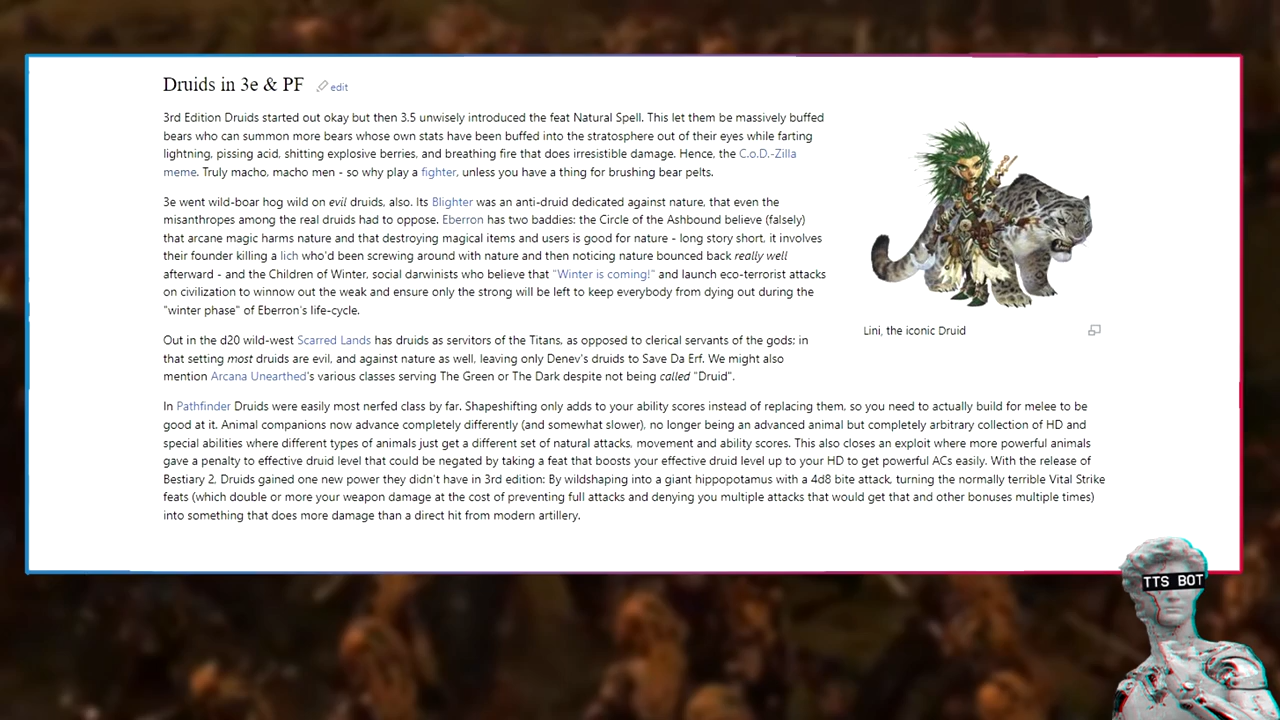 Druids in 3e & PF edit
3rd Edition Druids started out okay but then 3.5 unwisely introduced the feat Natural Spell. This let them be massively buffed
bears who can summon more bears whose own stats have been buffed into the stratosphere out of their eyes while farting
lightning, pissing acid, shitting explosive berries, and breathing fire that does irresistible damage. Hence, the C.o.D.-Zilla
meme. Truly macho, macho men - so why play a fighter, unless you have a thing for brushing bear pelts.
3e went wild-boar hog wild on evil druids, also. Its Blighter was an anti-druid dedicated against nature, that even the
misanthropes among the real druids had to oppose. Eberron has two baddies: the Circle of the Ashbound believe (falsely)
that arcane magic harms nature and that destroying magical items and users is good for nature - long story short, it involves
their founder killing a lich who'd been screwing around with nature and then noticing nature bounced back really well
afterward - and the Children of Winter, social darwinists who believe that "Winter is coming!" and launch eco-terrorist attacks
on civilization to winnow out the weak and ensure only the strong will be left to keep everybody from dying out during the
"winter phase" of Eberron's life-cycle.
Lini, the iconic Druid
Out in the d20 wild-west Scarred Lands has druids as servitors of the Titans, as opposed to clerical servants of the gods; in
that setting most druids are evil, and against nature as well, leaving only Denev's druids to Save Da Erf. We might also
mention Arcana Unearthed's various classes serving The Green or The Dark despite not being called "Druid".
In Pathfinder Druids were easily most nerfed class by far. Shapeshifting only adds to your ability scores instead of replacing them, so you need to actually build for melee to be
good at it. Animal companions now advance completely differently (and somewhat slower), no longer being an advanced animal but completely arbitrary collection of HD and
special abilities where different types of animals just get a different set of natural attacks, movement and ability scores. This also closes an exploit where more powerful animals
gave a penalty to effective druid level that could be negated by taking a feat that boosts your effective druid level up to your HD to get powerful ACs easily. With the release of
Bestiary 2, Druids gained one new power they didn't have in 3rd edition: By wildshaping into a giant hippopotamus with a 4d8 bite attack, turning the normally terrible Vital Strike
feats (which double or more your weapon damage at the cost of preventing full attacks and denying you multiple attacks that would get that and other bonuses multiple times)
into something that does more damage than a direct hit from modern artillery.
TTS BOT